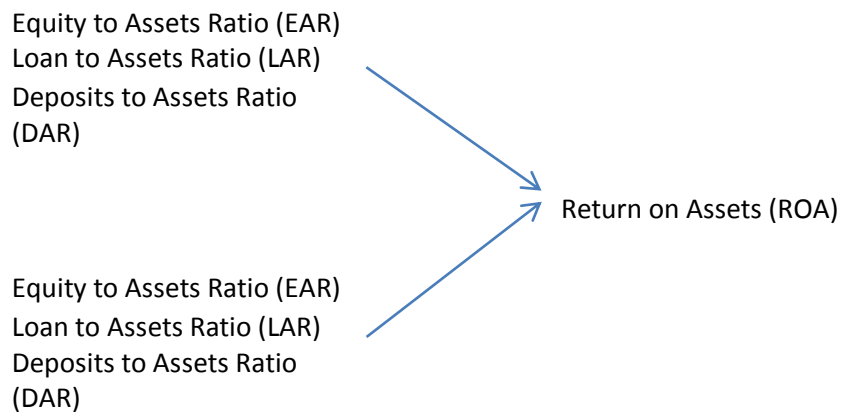 Equity to Assets Ratio (EAR)
Loan to Assets Ratio (LAR)
Deposits to Assets Ratio
(DAR)
Return on Assets (ROA)
Equity to Assets Ratio (EAR)
Loan to Assets Ratio (LAR)
Deposits to Assets Ratio
(DAR)